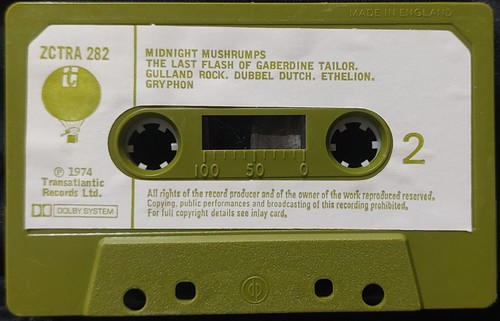 MADE IN ENGLAND
ZCTRA 282
MIDNIGHT MUSHRUMPS
THE LAST FLASH OF GABERDINE TAILOR.
GULLAND ROCK. DUBBEL DUTCH. ETHELION.
GRYPHON
t
2
100 50 0
℗ 1974
Transatlantic
Records Ltd.
DOLBY SYSTEM
All rights of the record producer and of the owner of the work reproduced reserved.
Copying, public performances and broadcasting of this recording prohibited.
For full copyright details see inlay card.